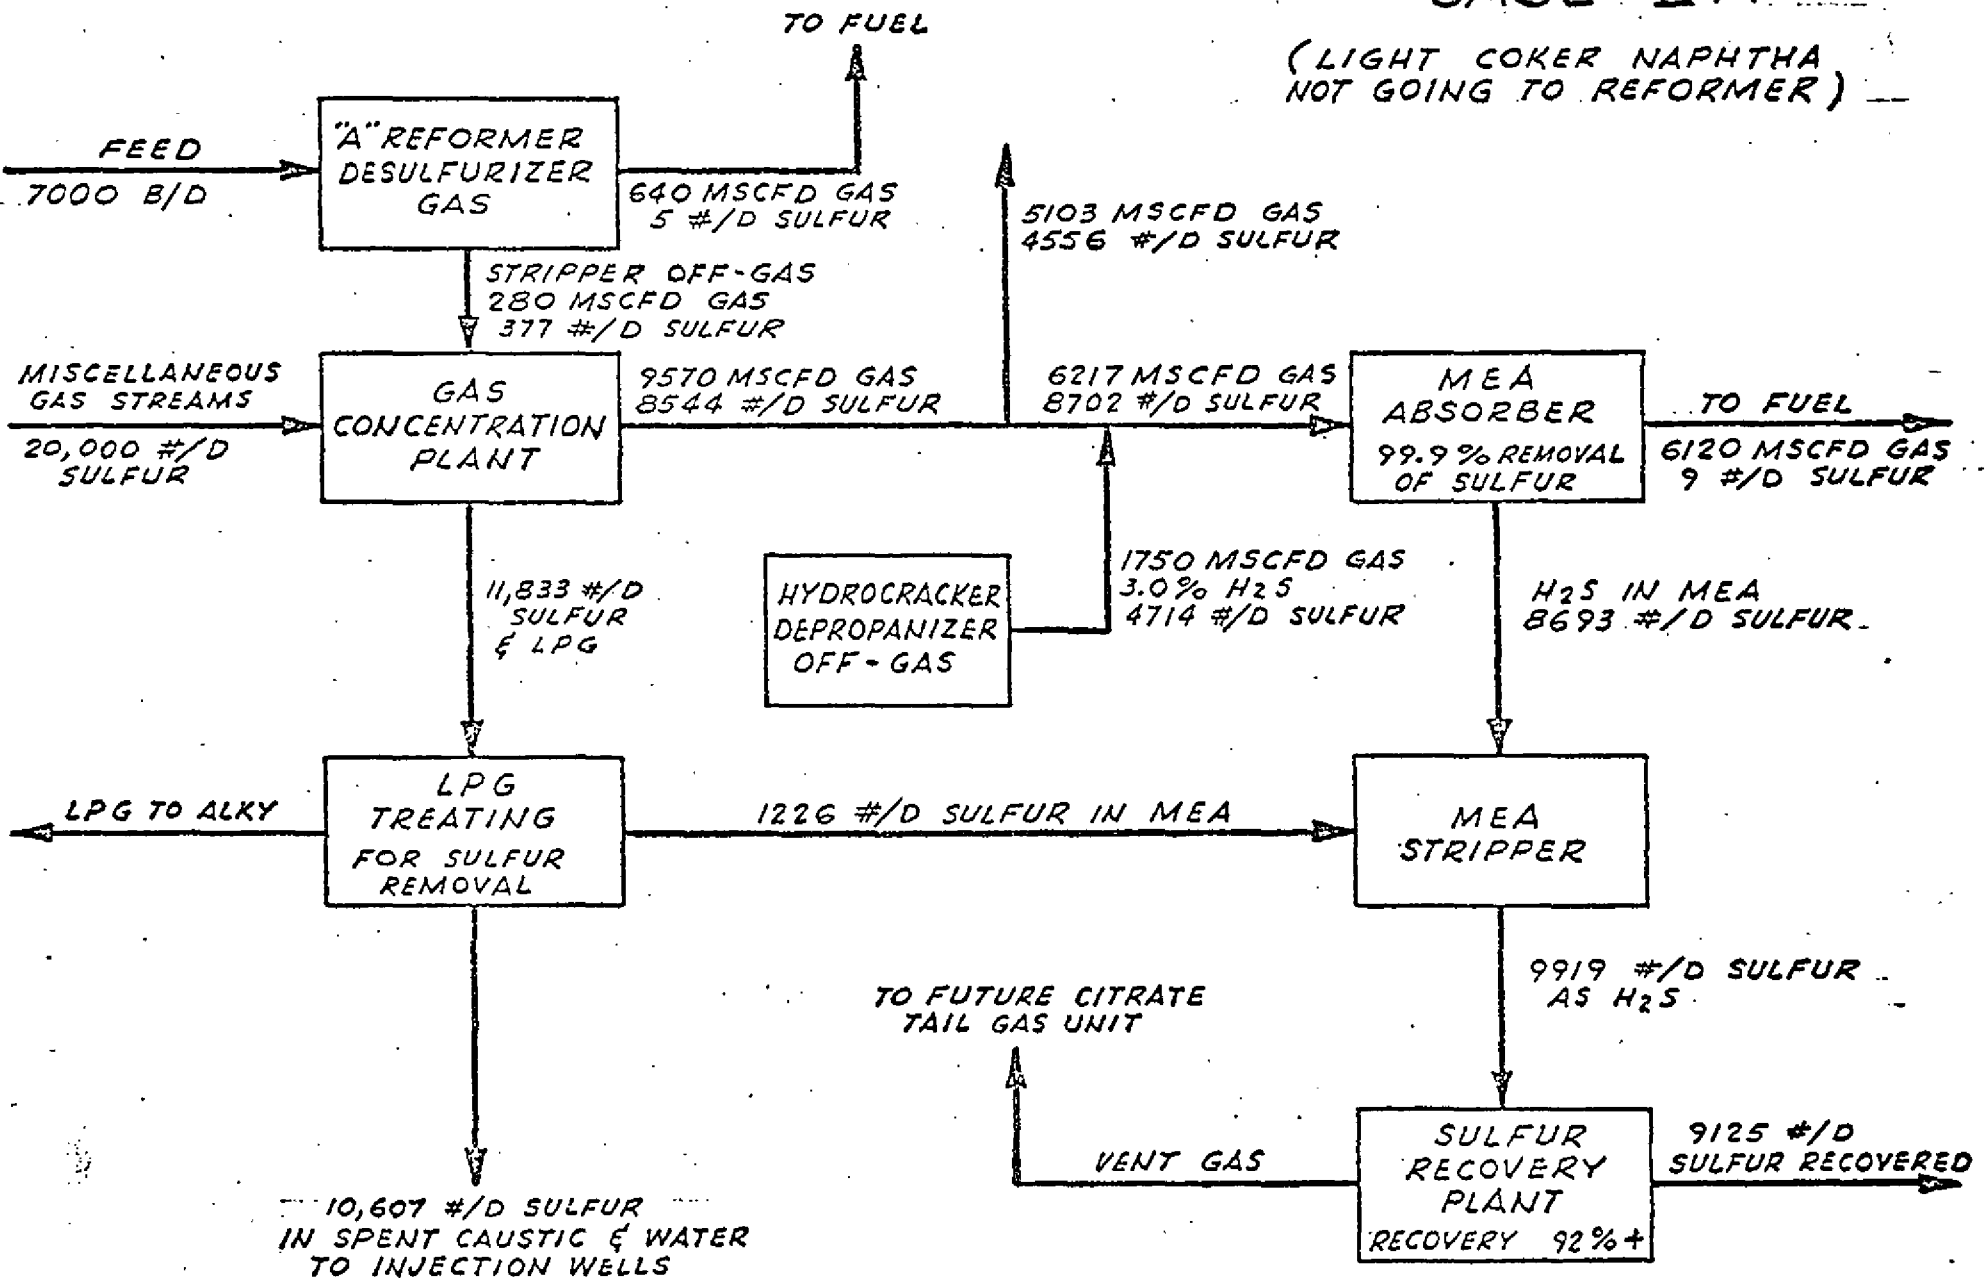 TO FUEL
(LIGHT COKER NAPHTHA
NOT GOING TO REFORMER)
FEED
7000 B/D
"A" REFORMER
DESULFURIZER
GAS
640 MSCFD GAS
5 #/D SULFUR
5103 MSCFD GAS
4556 #/D SULFUR
STRIPPER OFF-GAS
280 MSCFD GAS
377 #/D SULFUR
MISCELLANEOUS
GAS STREAMS
20,000 #/D
SULFUR
GAS
CONCENTRATION
PLANT
9570 MSCFD GAS
8544 #/D SULFUR
6217 MSCFD GAS
8702 #/D SULFUR
MEA
ABSORBER
99.9% REMOVAL
OF SULFUR
TO FUEL
6120 MSCFD GAS
9 #/D SULFUR
11,833 #/D
SULFUR
& LPG
HYDROCRACKER
DEPROPANIZER
OFF-GAS
1750 MSCFD GAS
3.0% H2S
4714 #/D SULFUR
H2S IN MEA
8693 #/D SULFUR
LPG TO ALKY
LPG
TREATING
FOR SULFUR
REMOVAL
1226 #/D SULFUR IN MEA
MEA
STRIPPER
9919 #/D SULFUR
AS H2S
TO FUTURE CITRATE
TAIL GAS UNIT
VENT GAS
SULFUR
RECOVERY
PLANT
RECOVERY 92%+
9125 #/D
SULFUR RECOVERED
10,607 #/D SULFUR
IN SPENT CAUSTIC & WATER
TO INJECTION WELLS